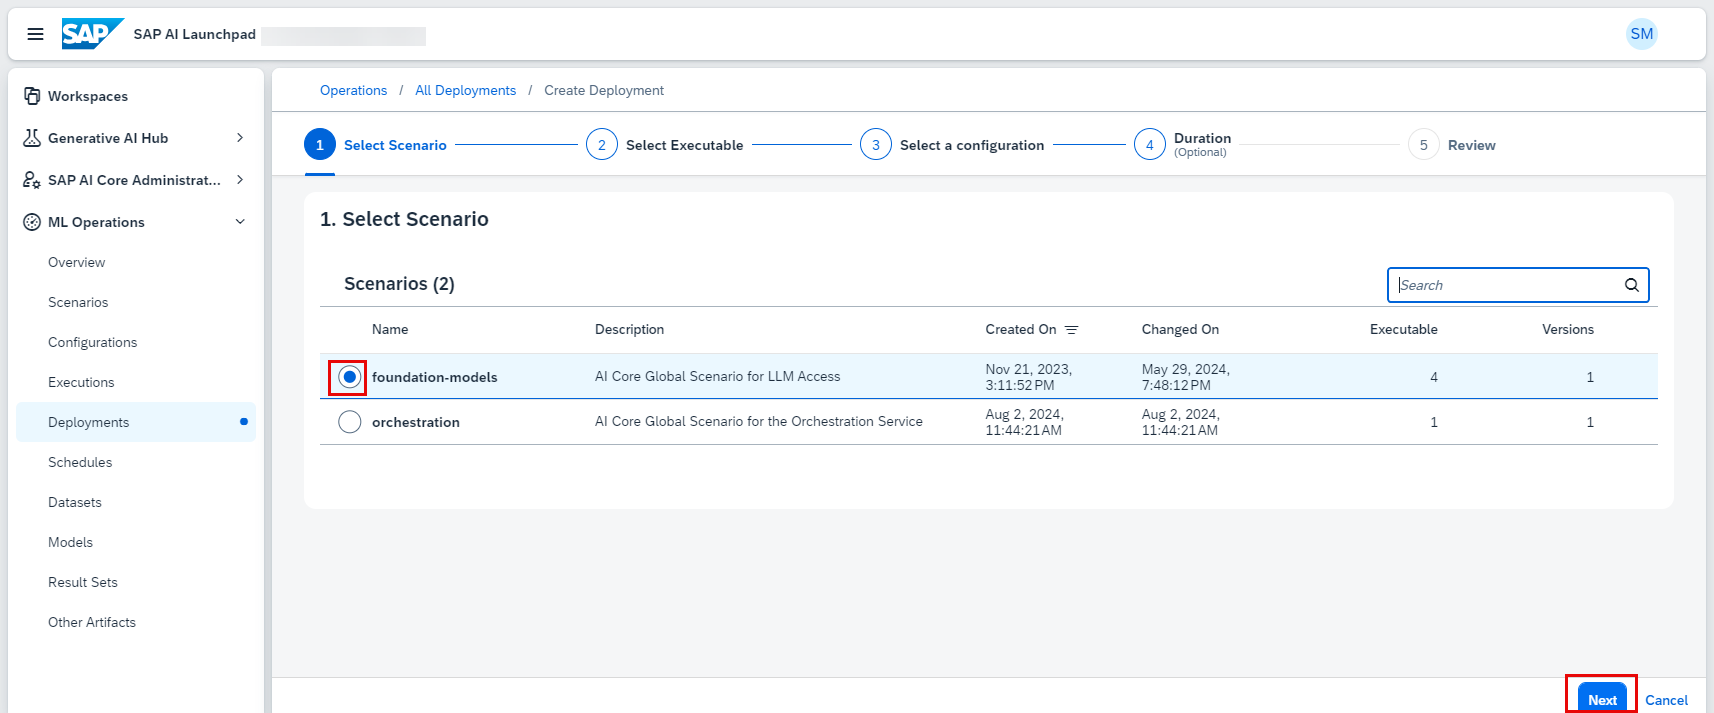 SAP SAP AI Launchpad
SM
Workspaces
Generative AI Hub
SAP AI Core Administrat...
ML Operations
Overview
Scenarios
Configurations
Executions
Deployments
Schedules
Datasets
Models
Result Sets
Other Artifacts
Operations / All Deployments / Create Deployment
1 Select Scenario
2 Select Executable
3 Select a configuration
4 Duration
(Optional)
5 Review
1. Select Scenario
Scenarios (2)
Search
Name Description Created On Changed On Executable Versions
foundation-models AI Core Global Scenario for LLM Access Nov 21, 2023, May 29, 2024, 4 1
3:11:52 PM 7:48:12 PM
orchestration AI Core Global Scenario for the Orchestration Service Aug 2, 2024, Aug 2, 2024, 1 1
11:44:21 AM 11:44:21 AM
Next Cancel